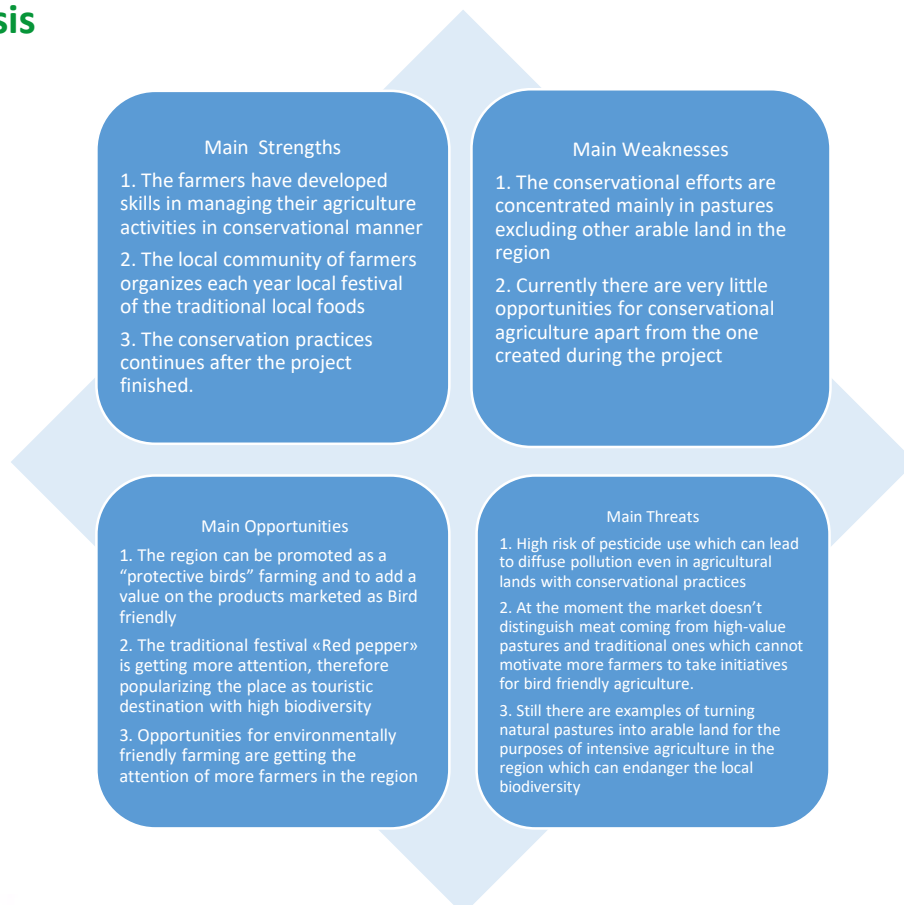 sis
Main Strengths
1. The farmers have developed
skills in managing their agriculture
activities in conservational manner
2. The local community of farmers
organizes each year local festival
of the traditional local foods
3. The conservation practices
continues after the project
finished.
Main Weaknesses
1. The conservational efforts are
concentrated mainly in pastures
excluding other arable land in the
region
2. Currently there are very little
opportunities for conservational
agriculture apart from the one
created during the project
Main Opportunities
1. The region can be promoted as a
“protective birds” farming and to add a
value on the products marketed as Bird
friendly
2. The traditional festival «Red pepper»
is getting more attention, therefore
popularizing the place as touristic
destination with high biodiversity
3. Opportunities for environmentally
friendly farming are getting the
attention of more farmers in the region
Main Threats
1. High risk of pesticide use which can lead
to diffuse pollution even in agricultural
lands with conservational practices
2. At the moment the market doesn’t
distinguish meat coming from high-value
pastures and traditional ones which cannot
motivate more farmers to take initiatives
for bird friendly agriculture.
3. Still there are examples of turning
natural pastures into arable land for the
purposes of intensive agriculture in the
region which can endanger the local
biodiversity